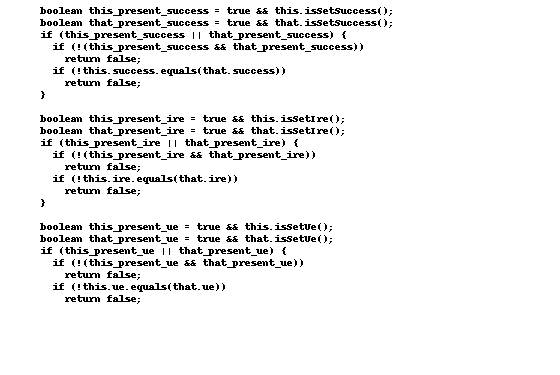 boolean this_present_success = true && this.isSetSuccess();
boolean that_present_success = true && that.isSetSuccess();
if (this_present_success || that_present_success) {
if (!(this_present_success && that_present_success))
return false;
if (!this.success.equals(that.success))
return false;
}
boolean this_present_ire = true && this.isSetIre();
boolean that_present_ire = true && that.isSetIre();
if (this_present_ire || that_present_ire) {
if (!(this_present_ire && that_present_ire))
return false;
if (!this.ire.equals(that.ire))
return false;
}
boolean this_present_ue = true && this.isSetUe();
boolean that_present_ue = true && that.isSetUe();
if (this_present_ue || that_present_ue) {
if (!(this_present_ue && that_present_ue))
return false;
if (!this.ue.equals(that.ue))
return false;